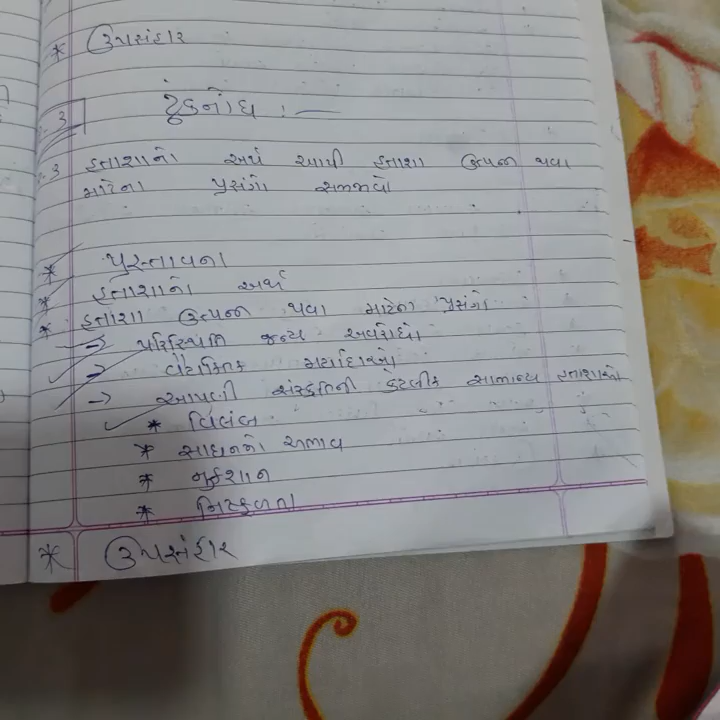 * ઉપસંહાર
3 ટૂંકનોંધ :—
3 હતાશાનો અર્થ આપી હતાશા ઉત્પન્ન થવા
માટેના પ્રસંગો સમજાવો
* પ્રસ્તાવના
* હતાશાનો અર્થ
* હતાશા ઉત્પન્ન થવા માટેના પ્રસંગો
→ પરિસ્થિતિ જન્ય અવરોધો
→ વૈયક્તિક મર્યાદાઓ
→ આપણી સંસ્કૃતિની કેટલીક સામાન્ય હતાશાઓ
* વિલંબ
* સાધનનો અભાવ
* નુકશાન
* નિષ્ફળતા
* ઉપસંહાર